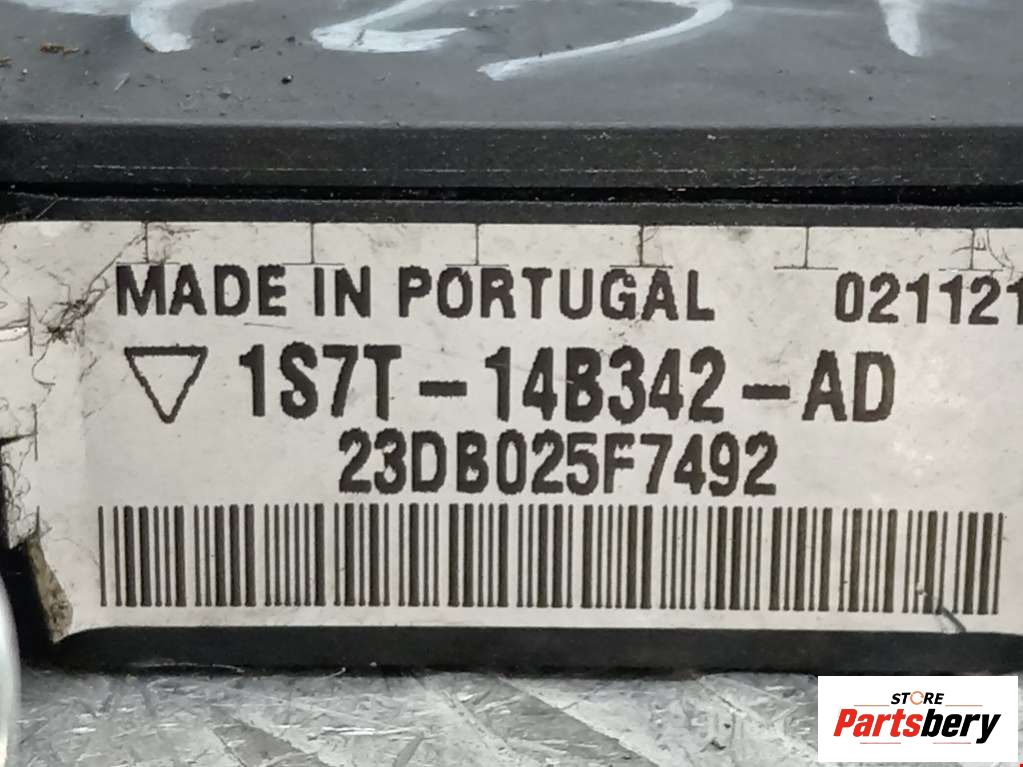 MADE IN PORTUGAL 021121
1S7T-14B342-AD
23DB025F7492
STORE
Partsbery